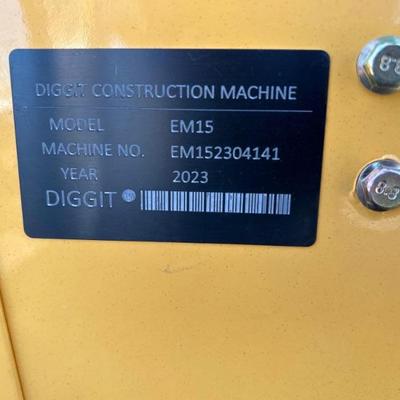 DIGGIT CONSTRUCTION MACHINE
MODEL EM15
MACHINE NO. EM152304141
YEAR 2023
DIGGIT ®
8.8
8.8